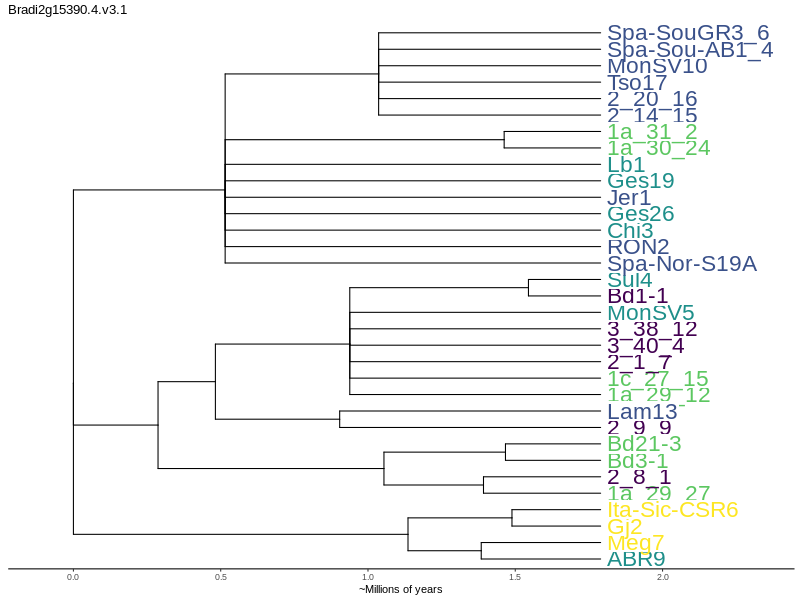 Bradi2g15390.4.v3.1
Spa-SouGR3_6
Spa-Sou-AB1_4
MonSV10
Tso17
2_20_16
2_14_15
1a_31_2
1a_30_24
Lb1
Ges19
Jer1
Ges26
Chi3
RON2
Spa-Nor-S19A
Sul4
Bd1-1
MonSV5
3_38_12
3_40_4
2_1_7
1c_27_15
1a_29_12
Lam13
2_9_9
Bd21-3
Bd3-1
2_8_1
1a_29_27
Ita-Sic-CSR6
Gj2
Meg7
ABR9
0.0 0.5 1.0 1.5 2.0
~Millions of years